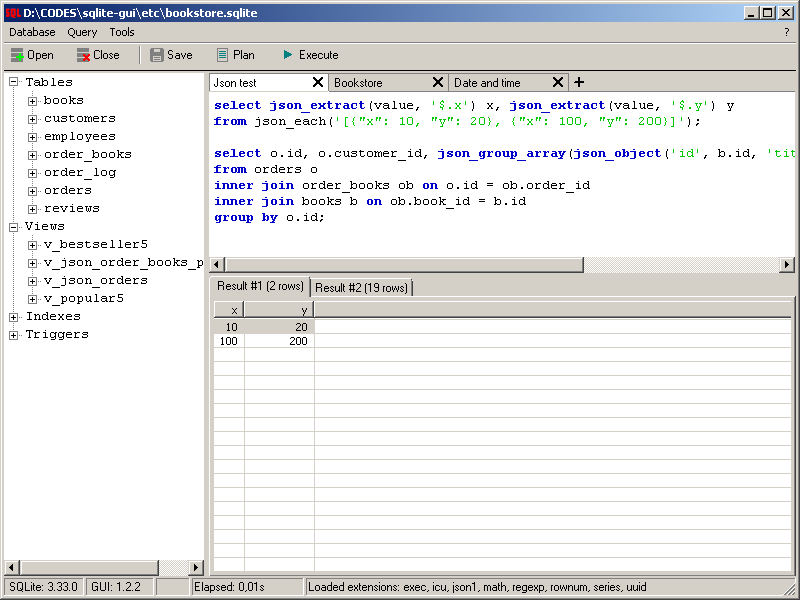 SQL D:\CODES\sqlite-gui\etc\bookstore.sqlite
Database Query Tools ?
Open Close Save Plan Execute
Tables
books
customers
employees
order_books
order_log
orders
reviews
Views
v_bestseller5
v_json_order_books_p
v_json_orders
v_popular5
Indexes
Triggers
Json test Bookstore Date and time +
select json_extract(value, '$.x') x, json_extract(value, '$.y') y
from json_each('[{"x": 10, "y": 20}, {"x": 100, "y": 200}]');
select o.id, o.customer_id, json_group_array(json_object('id', b.id, 'tit
from orders o
inner join order_books ob on o.id = ob.order_id
inner join books b on ob.book_id = b.id
group by o.id;
Result #1 (2 rows) Result #2 (19 rows)
x y
10 20
100 200
SQLite: 3.33.0 GUI: 1.2.2 Elapsed: 0,01s Loaded extensions: exec, icu, json1, math, regexp, rownum, series, uuid